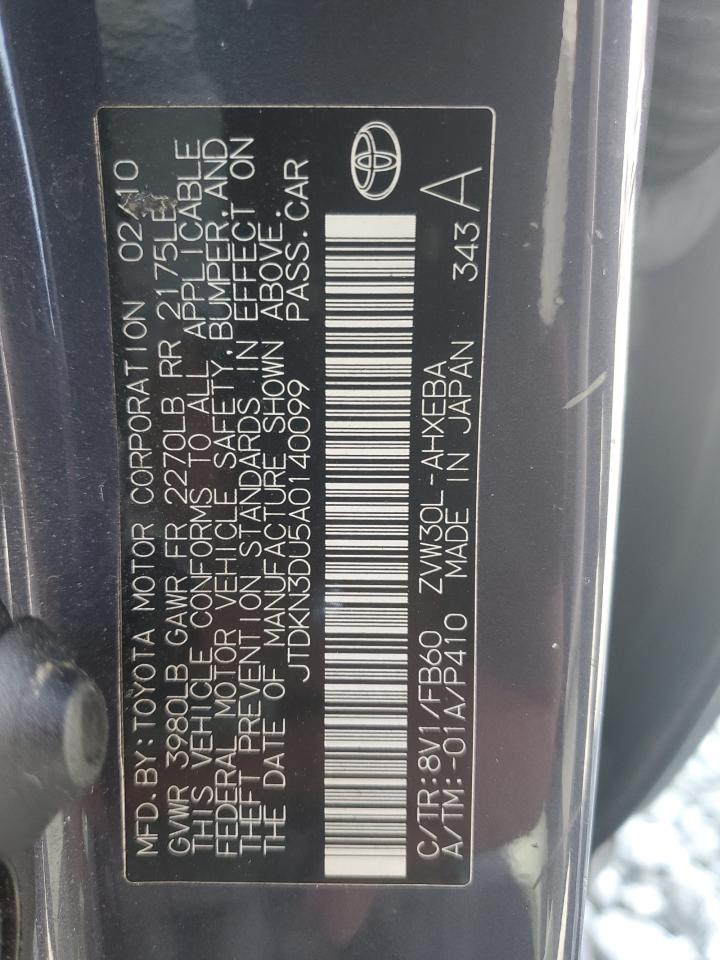 MFD.BY:TOYOTA MOTOR CORPORATION 02/10
GVWR 3980LB GAWR FR 2270LB RR 2175LB
THIS VEHICLE CONFORMS TO ALL APPLICABLE
FEDERAL MOTOR VEHICLE SAFETY, BUMPER, AND
THEFT PREVENTION STANDARDS IN EFFECT ON
THE DATE OF MANUFACTURE SHOWN ABOVE.
JTDKN3DU5A0140099 PASS.CAR
C/TR:8V1/FB60 ZVW30L-AHXEBA 343
A/TM:-01A/P410 MADE IN JAPAN A